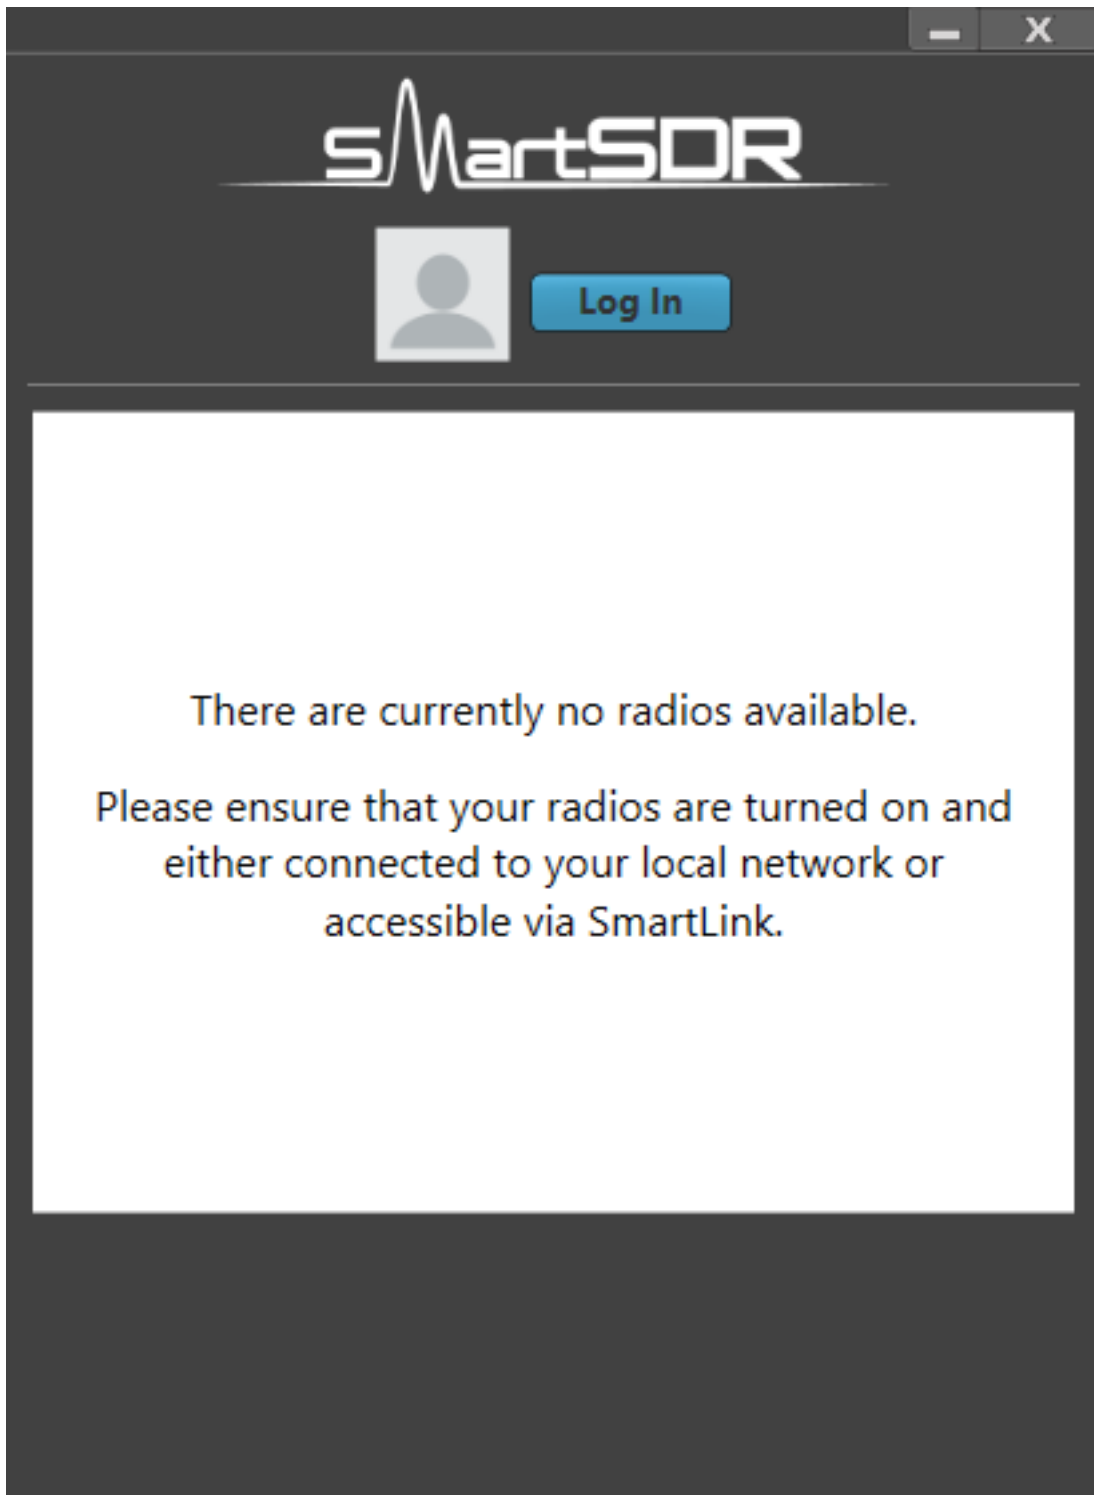 smartSDR
Log In
There are currently no radios available.
Please ensure that your radios are turned on and
either connected to your local network or
accessible via SmartLink.